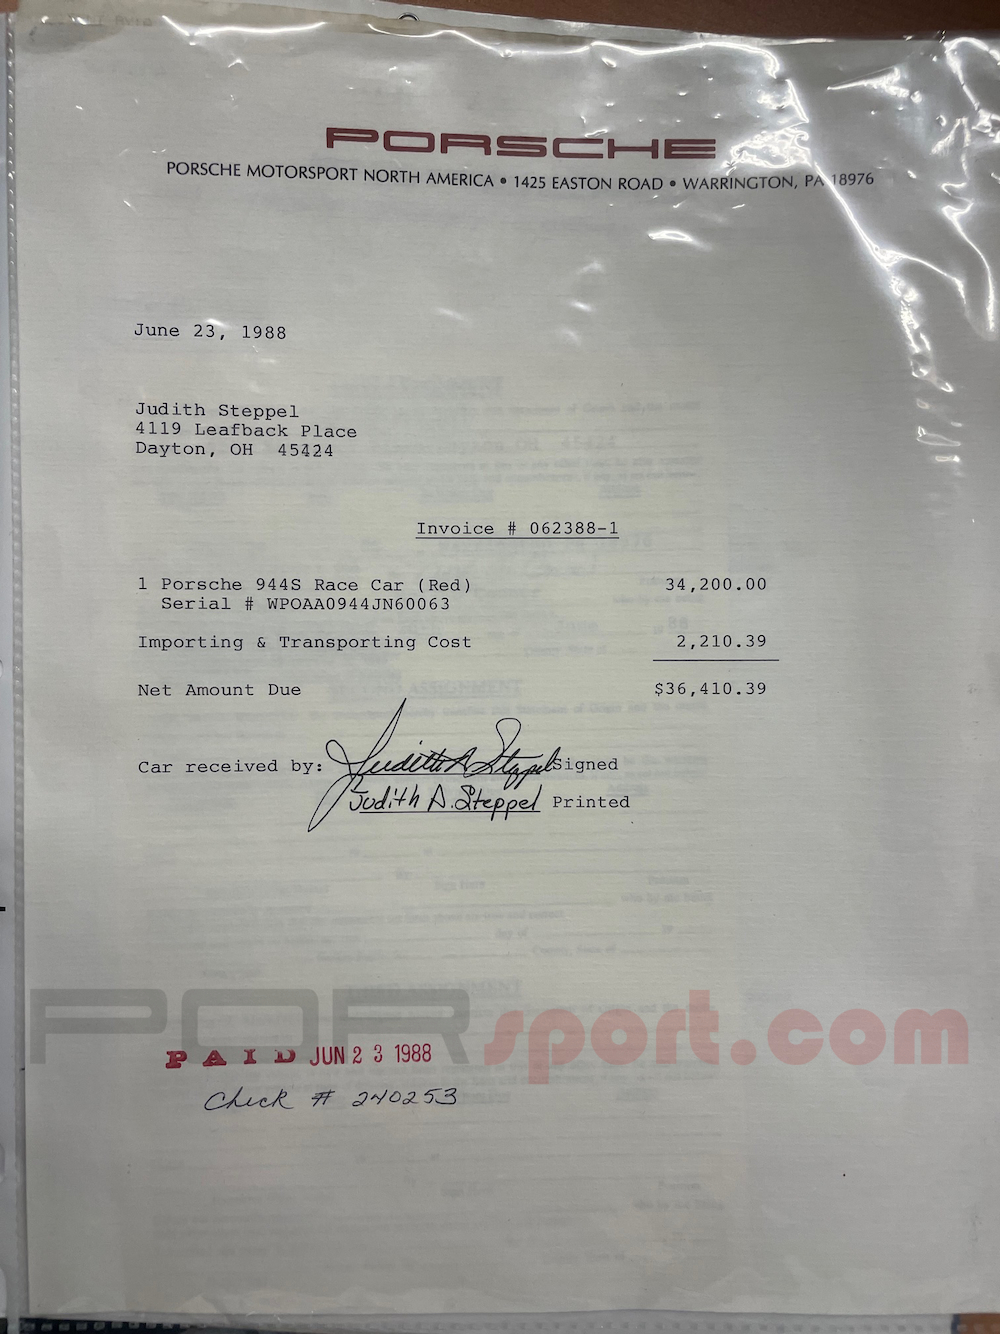 PORSCHE
PORSCHE MOTORSPORT NORTH AMERICA • 1425 EASTON ROAD • WARRINGTON, PA 18976
June 23, 1988
Judith Steppel
4119 Leafback Place
Dayton, OH 45424
Invoice # 062388-1
1 Porsche 944S Race Car (Red) 34,200.00
Serial # WPOAA0944JN60063
Importing & Transporting Cost 2,210.39
Net Amount Due $36,410.39
Car received by: Judith A Steppel Signed
Judith A. Steppel Printed
PORsport.com
PAID JUN 23 1988
Check # 240253